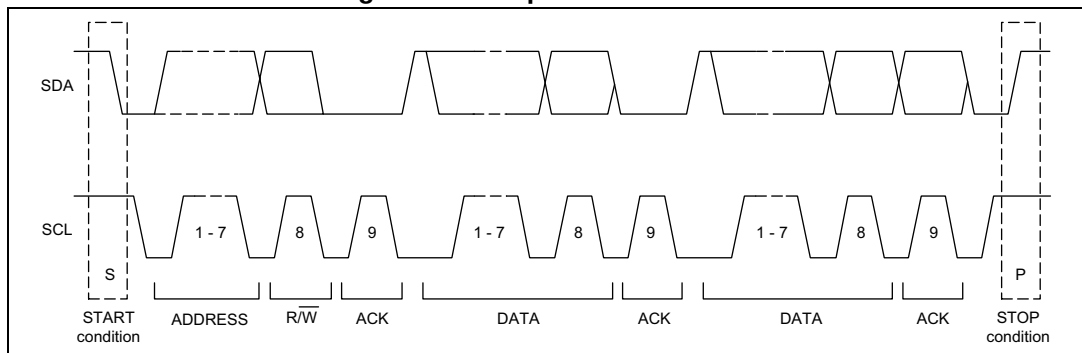 SDA
SCL
1 - 7 8 9 1 - 7 8 9 1 - 7 8 9
S P
START condition ADDRESS R/W ACK DATA ACK DATA ACK STOP condition